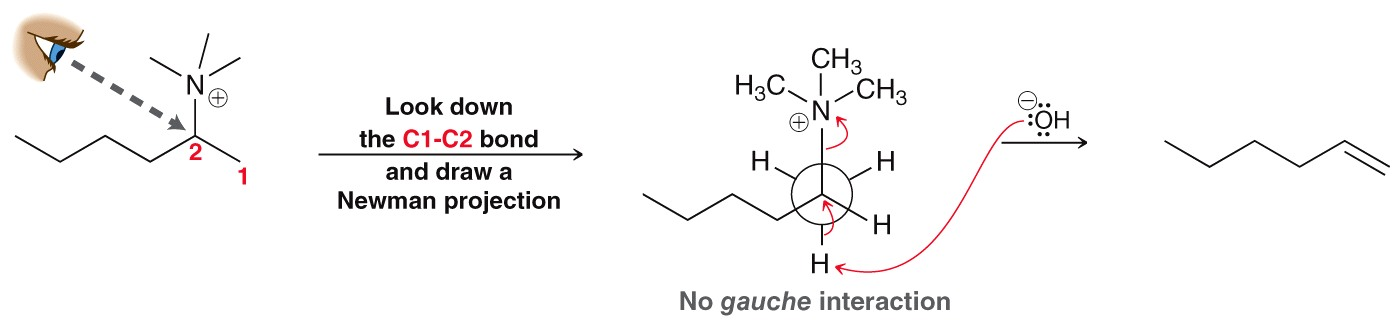 N
⊕
2
1
Look down
the C1-C2 bond
and draw a
Newman projection
CH3
H3C
CH3
N
⊕
H
H
H
H
No gauche interaction
⊖
:OH